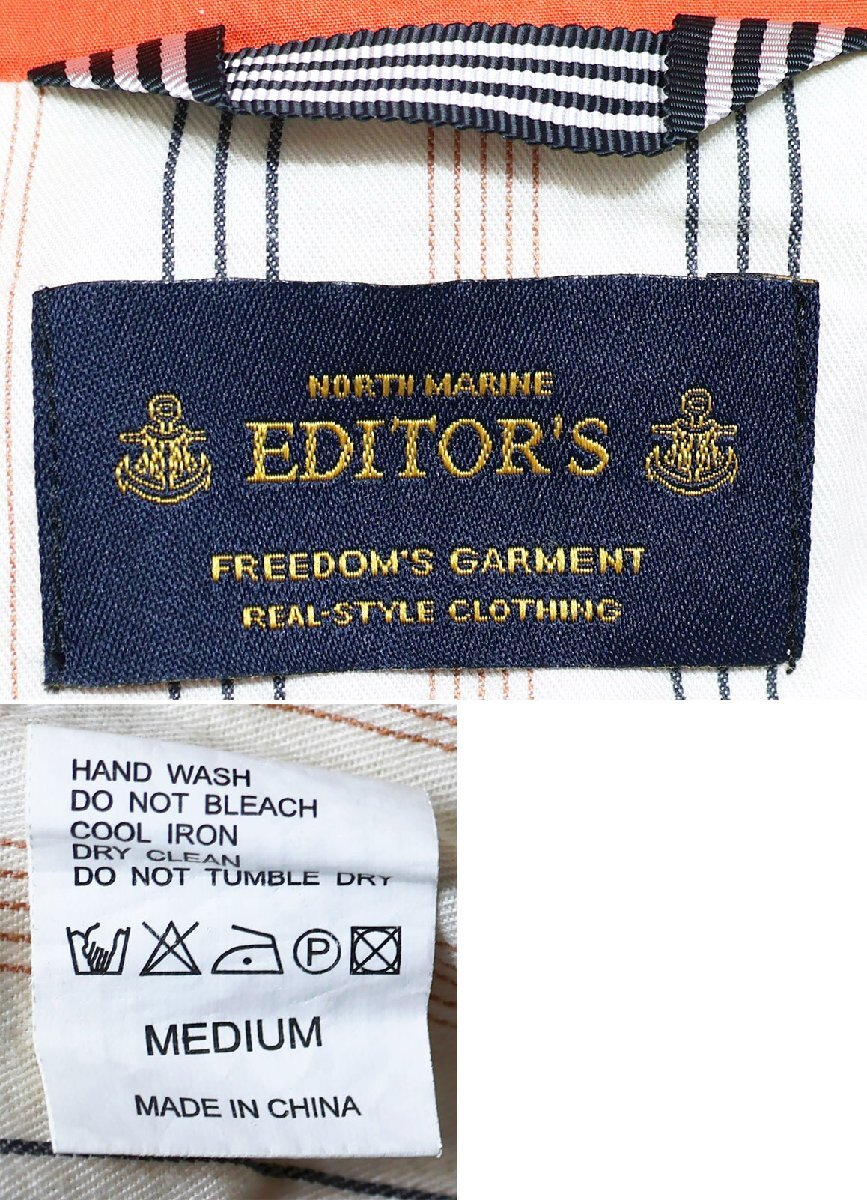 NORTH MARINE
EDITOR'S
FREEDOM'S GARMENT
REAL-STYLE CLOTHING
HAND WASH
DO NOT BLEACH
COOL IRON
DRY CLEAN
DO NOT TUMBLE DRY
P
MEDIUM
MADE IN CHINA